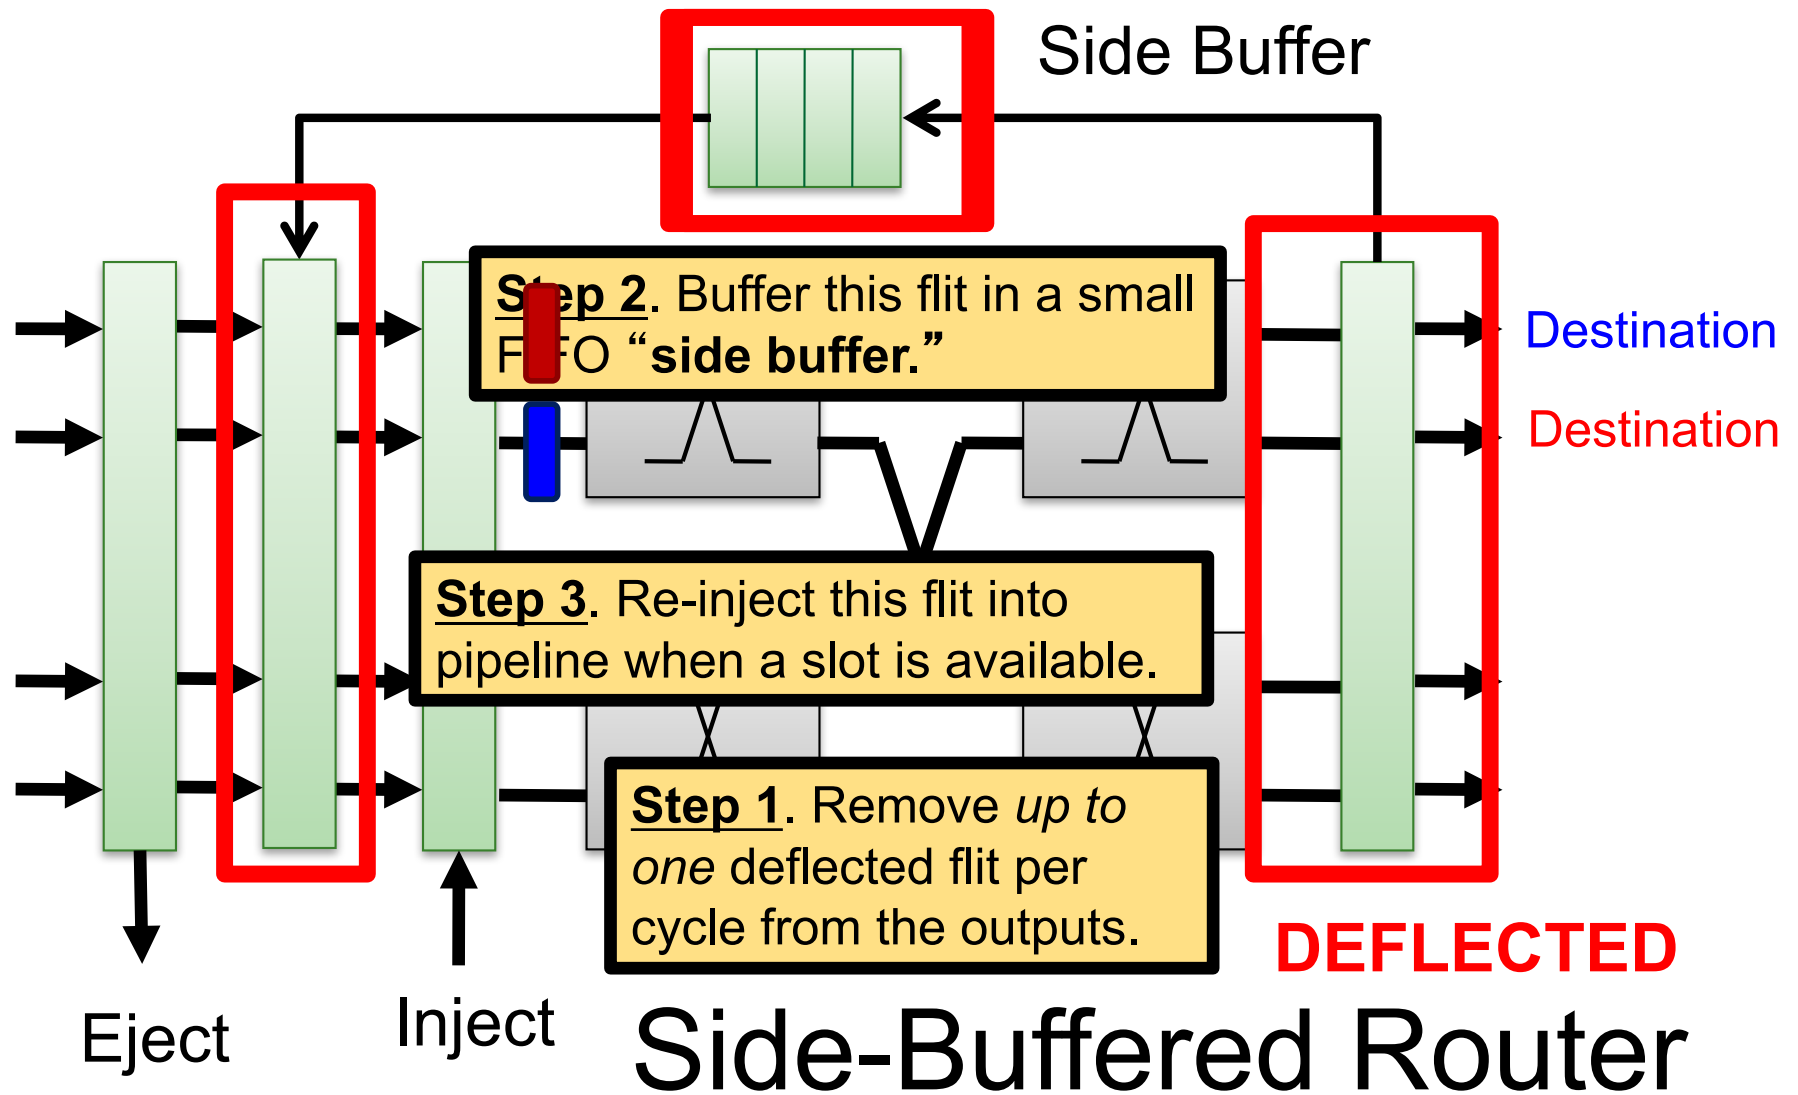 Side Buffer
Step 2. Buffer this flit in a small
FIFO “side buffer.”
Destination
Destination
Step 3. Re-inject this flit into
pipeline when a slot is available.
Step 1. Remove up to
one deflected flit per
cycle from the outputs.
DEFLECTED
Eject
Inject
Side-Buffered Router